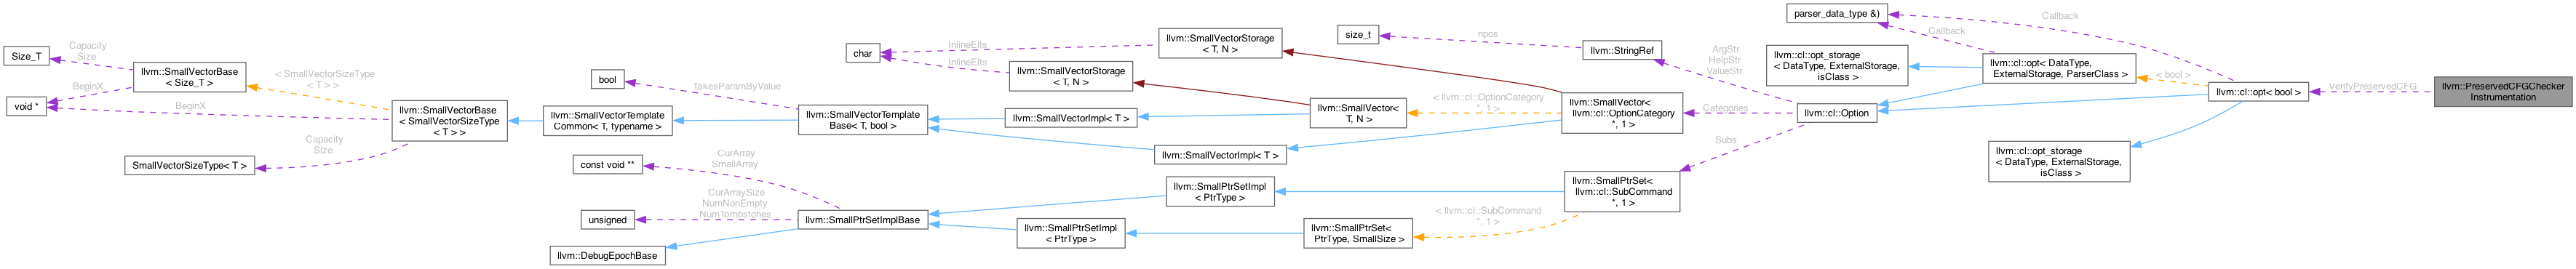 Size_T
void *
Capacity
Size
BeginX
BeginX
llvm::SmallVectorBase
< Size_T >
< SmallVectorSizeType
< T > >
Capacity
Size
SmallVectorSizeType< T >
llvm::SmallVectorBase
< SmallVectorSizeType
< T > >
llvm::SmallVectorTemplate
Common< T, typename >
bool
TakesParamByValue
const void **
unsigned
llvm::DebugEpochBase
CurArray
SmallArray
CurArraySize
NumNonEmpty
NumTombstones
llvm::SmallVectorTemplate
Base< T, bool >
llvm::SmallPtrSetImplBase
char
InlineElts
InlineElts
llvm::SmallVectorStorage
< T, N >
llvm::SmallVectorStorage
< T, N >
llvm::SmallVectorImpl< T >
llvm::SmallVectorImpl< T >
llvm::SmallPtrSetImpl
< PtrType >
llvm::SmallPtrSetImpl
< PtrType >
size_t
npos
llvm::StringRef
llvm::SmallVector<
T, N >
< llvm::cl::OptionCategory
*, 1 >
llvm::SmallVector<
llvm::cl::OptionCategory
*, 1 >
llvm::SmallPtrSet<
PtrType, SmallSize >
< llvm::cl::SubCommand
*, 1 >
llvm::SmallPtrSet<
llvm::cl::SubCommand
*, 1 >
ArgStr
HelpStr
ValueStr
Categories
Subs
parser_data_type &)
Callback
Callback
llvm::cl::opt_storage
< DataType, ExternalStorage,
isClass >
llvm::cl::Option
llvm::cl::opt< DataType,
ExternalStorage, ParserClass >
< bool >
llvm::cl::opt_storage
< DataType, ExternalStorage,
isClass >
llvm::cl::opt< bool >
VerifyPreservedCFG
llvm::PreservedCFGChecker
Instrumentation